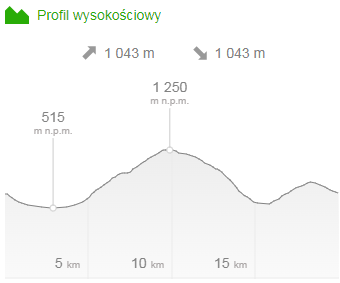 Profil wysokościowy
1 043 m 1 043 m
1 250
m n.p.m.
515
m n.p.m.
5 km 10 km 15 km